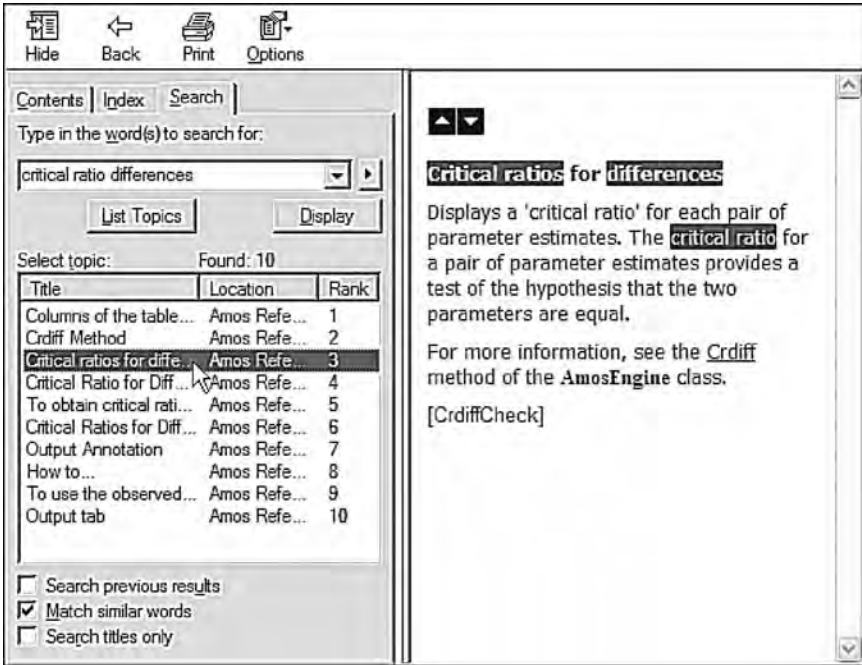 Hide Back Print Options
Contents Index Search
Type in the word(s) to search for:
critical ratio differences
List Topics Display
Select topic: Found: 10
Title Location Rank
Columns of the table... Amos Refe... 1
Crdiff Method Amos Refe... 2
Critical ratios for diffe... Amos Refe... 3
Critical Ratio for Diff... Amos Refe... 4
To obtain critical rati... Amos Refe... 5
Critical Ratios for Diff... Amos Refe... 6
Output Annotation Amos Refe... 7
How to... Amos Refe... 8
To use the observed... Amos Refe... 9
Output tab Amos Refe... 10
Search previous results
Match similar words
Search titles only
Critical ratios for differences
Displays a 'critical ratio' for each pair of
parameter estimates. The critical ratio for
a pair of parameter estimates provides a
test of the hypothesis that the two
parameters are equal.
For more information, see the Crdiff
method of the AmosEngine class.
[CrdiffCheck]